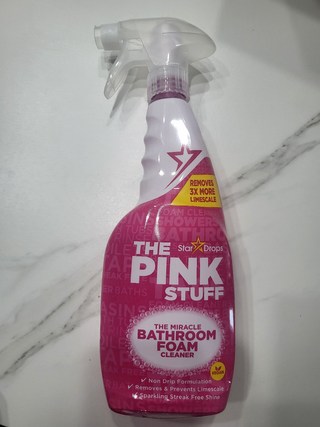 REMOVES
3X MORE
LIMESCALE
Star Drops
THE
PINK
STUFF
THE MIRACLE
BATHROOM
FOAM
CLEANER
VEGAN
✓ Non Drip Formulation
✓ Removes & Prevents Limescale
✓ Sparkling Streak Free Shine